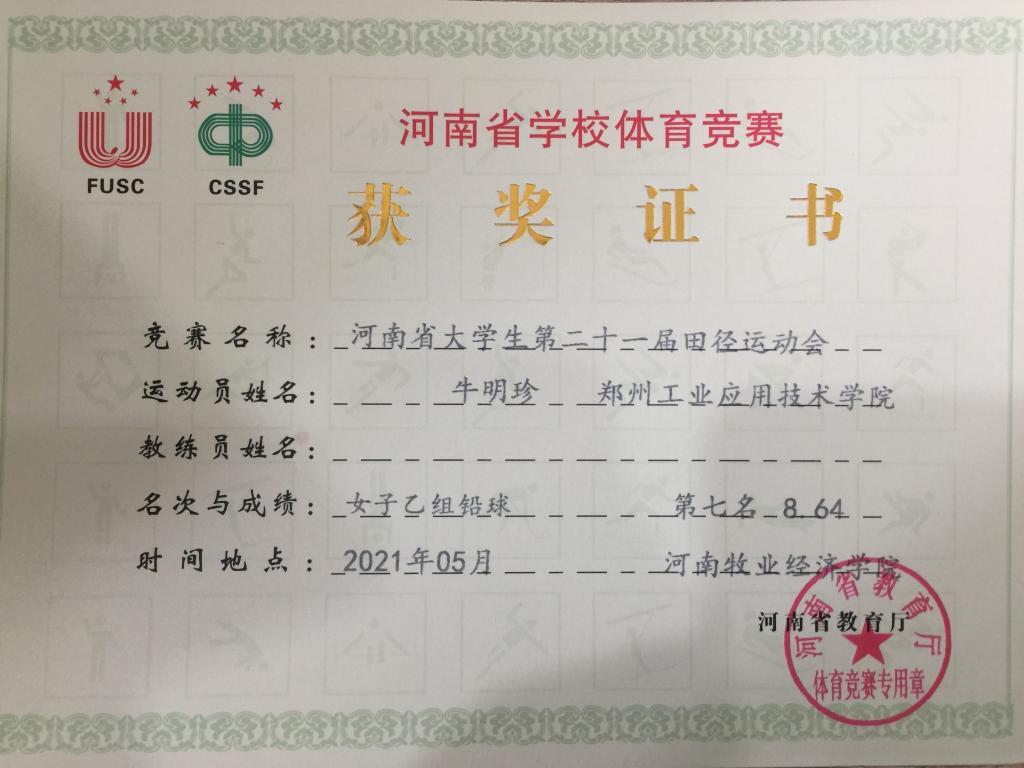 FUSC CSSF
河南省学校体育竞赛
获奖证书
竞赛名称：河南省大学生第二十一届田径运动会
运动员姓名：牛明珍 郑州工业应用技术学院
教练员姓名：
名次与成绩：女子乙组铅球 第七名 8.64
时间地点：2021年05月 河南牧业经济学院
河南省教育厅
河南省教育厅
体育竞赛专用章